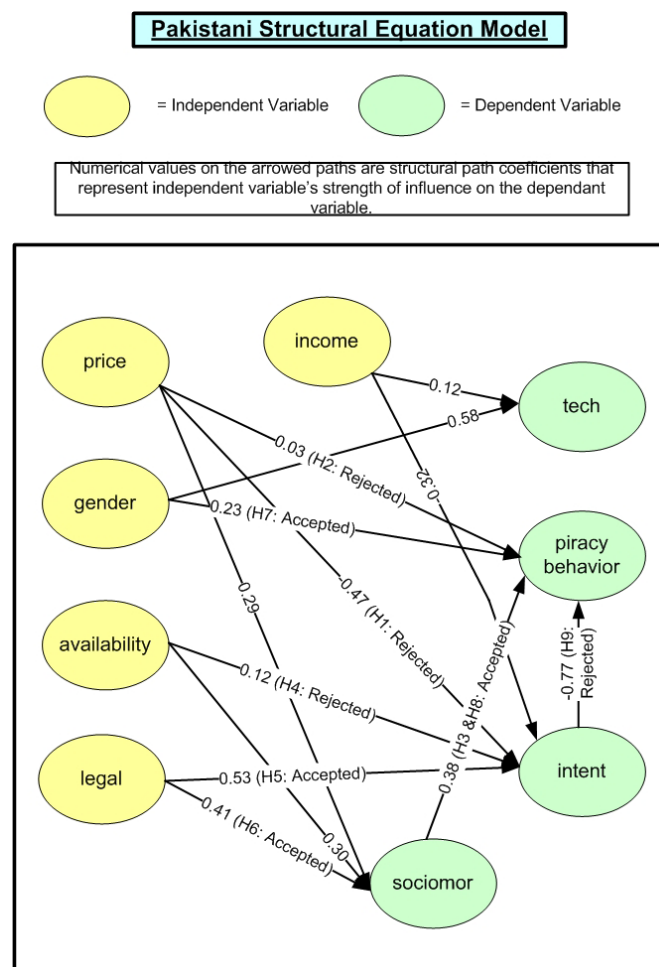 Pakistani Structural Equation Model
= Independent Variable
= Dependent Variable
Numerical values on the arrowed paths are structural path coefficients that
represent independent variable's strength of influence on the dependant
variable.
income
price
tech
0.12
0.58
0.03 (H2: Rejected)
-0.32
gender
0.23 (H7: Accepted)
piracy
behavior
0.29
-0.47 (H1: Rejected)
availability
0.12 (H4: Rejected)
0.38 (H3 &H8: Accepted)
-0.77 (H9:
Rejected)
legal
0.53 (H5: Accepted)
intent
0.41 (H6: Accepted)
0.30
sociomor